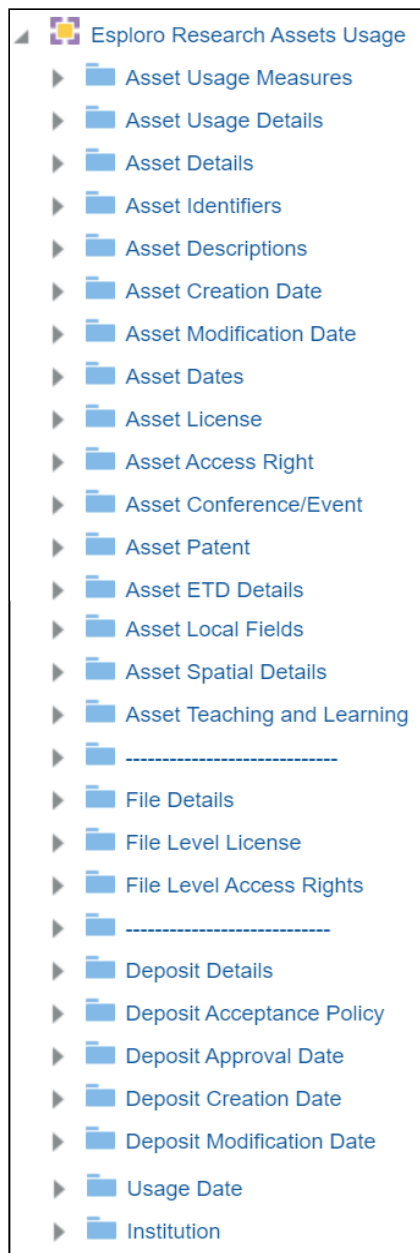 Esploro Research Assets Usage
Asset Usage Measures
Asset Usage Details
Asset Details
Asset Identifiers
Asset Descriptions
Asset Creation Date
Asset Modification Date
Asset Dates
Asset License
Asset Access Right
Asset Conference/Event
Asset Patent
Asset ETD Details
Asset Local Fields
Asset Spatial Details
Asset Teaching and Learning
-----------------------------
File Details
File Level License
File Level Access Rights
----------------------------
Deposit Details
Deposit Acceptance Policy
Deposit Approval Date
Deposit Creation Date
Deposit Modification Date
Usage Date
Institution